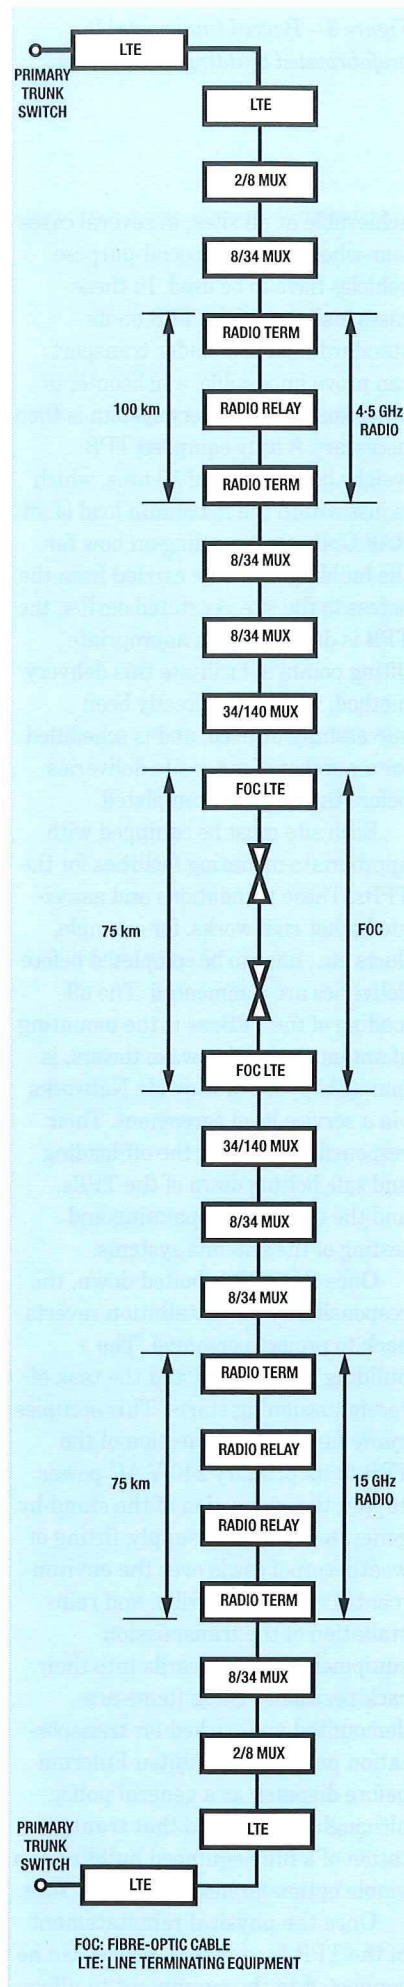 LTE
PRIMARY
TRUNK
SWITCH
LTE
2/8 MUX
8/34 MUX
RADIO TERM
100 km
RADIO RELAY
4·5 GHz
RADIO
RADIO TERM
8/34 MUX
8/34 MUX
34/140 MUX
FOC LTE
75 km
FOC
FOC LTE
34/140 MUX
8/34 MUX
8/34 MUX
RADIO TERM
75 km
RADIO RELAY
15 GHz
RADIO
RADIO RELAY
RADIO TERM
8/34 MUX
2/8 MUX
LTE
PRIMARY
TRUNK
SWITCH
LTE
FOC: FIBRE-OPTIC CABLE
LTE: LINE TERMINATING EQUIPMENT